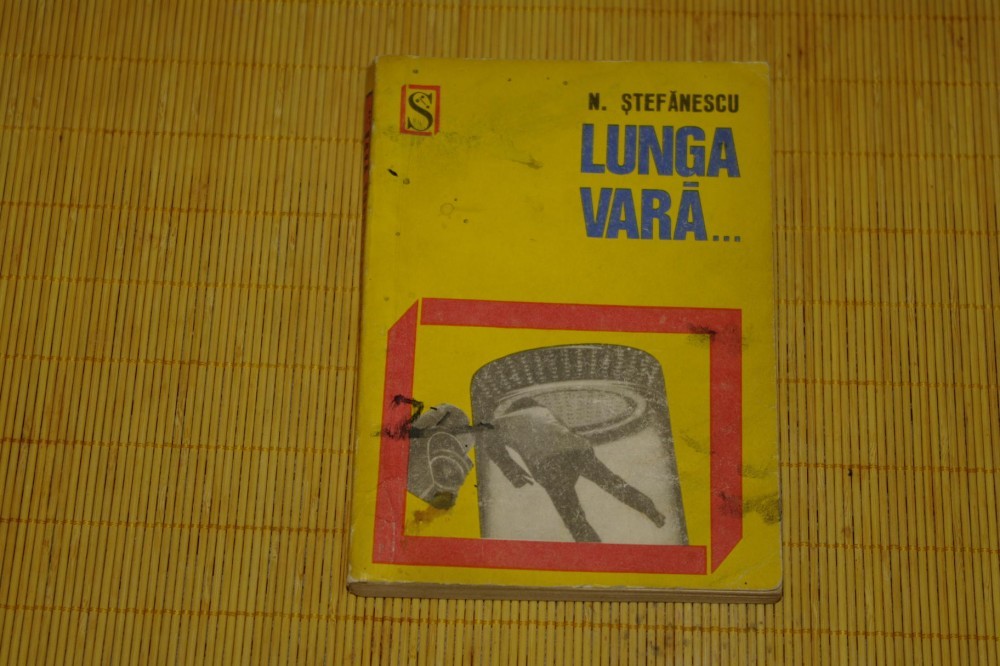 S
N. ȘTEFĂNESCU
LUNGA
VARĂ...